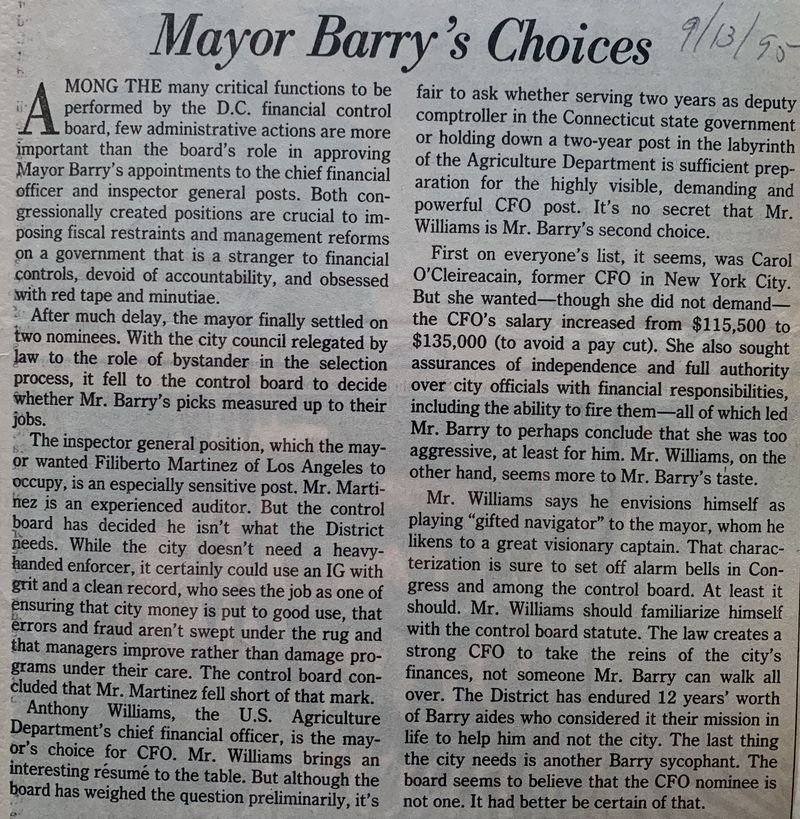 Mayor Barry's Choices
9/13/95
AMONG THE many critical functions to be
performed by the D.C. financial control
board, few administrative actions are more
important than the board's role in approving
Mayor Barry's appointments to the chief financial
officer and inspector general posts. Both con-
gressionally created positions are crucial to im-
posing fiscal restraints and management reforms
on a government that is a stranger to financial
controls, devoid of accountability, and obsessed
with red tape and minutiae.
After much delay, the mayor finally settled on
two nominees. With the city council relegated by
law to the role of bystander in the selection
process, it fell to the control board to decide
whether Mr. Barry's picks measured up to their
jobs.
The inspector general position, which the may-
or wanted Filiberto Martinez of Los Angeles to
occupy, is an especially sensitive post. Mr. Marti-
nez is an experienced auditor. But the control
board has decided he isn't what the District
needs. While the city doesn't need a heavy-
handed enforcer, it certainly could use an IG with
grit and a clean record, who sees the job as one of
ensuring that city money is put to good use, that
errors and fraud aren't swept under the rug and
that managers improve rather than damage pro-
grams under their care. The control board con-
cluded that Mr. Martinez fell short of that mark.
Anthony Williams, the U.S. Agriculture
Department's chief financial officer, is the may-
or's choice for CFO. Mr. Williams brings an
interesting résumé to the table. But although the
board has weighed the question preliminarily, it's
fair to ask whether serving two years as deputy
comptroller in the Connecticut state government
or holding down a two-year post in the labyrinth
of the Agriculture Department is sufficient prep-
aration for the highly visible, demanding and
powerful CFO post. It's no secret that Mr.
Williams is Mr. Barry's second choice.
First on everyone's list, it seems, was Carol
O'Cleireacain, former CFO in New York City.
But she wanted—though she did not demand—
the CFO's salary increased from $115,500 to
$135,000 (to avoid a pay cut). She also sought
assurances of independence and full authority
over city officials with financial responsibilities,
including the ability to fire them—all of which led
Mr. Barry to perhaps conclude that she was too
aggressive, at least for him. Mr. Williams, on the
other hand, seems more to Mr. Barry's taste.
Mr. Williams says he envisions himself as
playing "gifted navigator" to the mayor, whom he
likens to a great visionary captain. That charac-
terization is sure to set off alarm bells in Con-
gress and among the control board. At least it
should. Mr. Williams should familiarize himself
with the control board statute. The law creates a
strong CFO to take the reins of the city's
finances, not someone Mr. Barry can walk all
over. The District has endured 12 years' worth
of Barry aides who considered it their mission in
life to help him and not the city. The last thing
the city needs is another Barry sycophant. The
board seems to believe that the CFO nominee is
not one. It had better be certain of that.